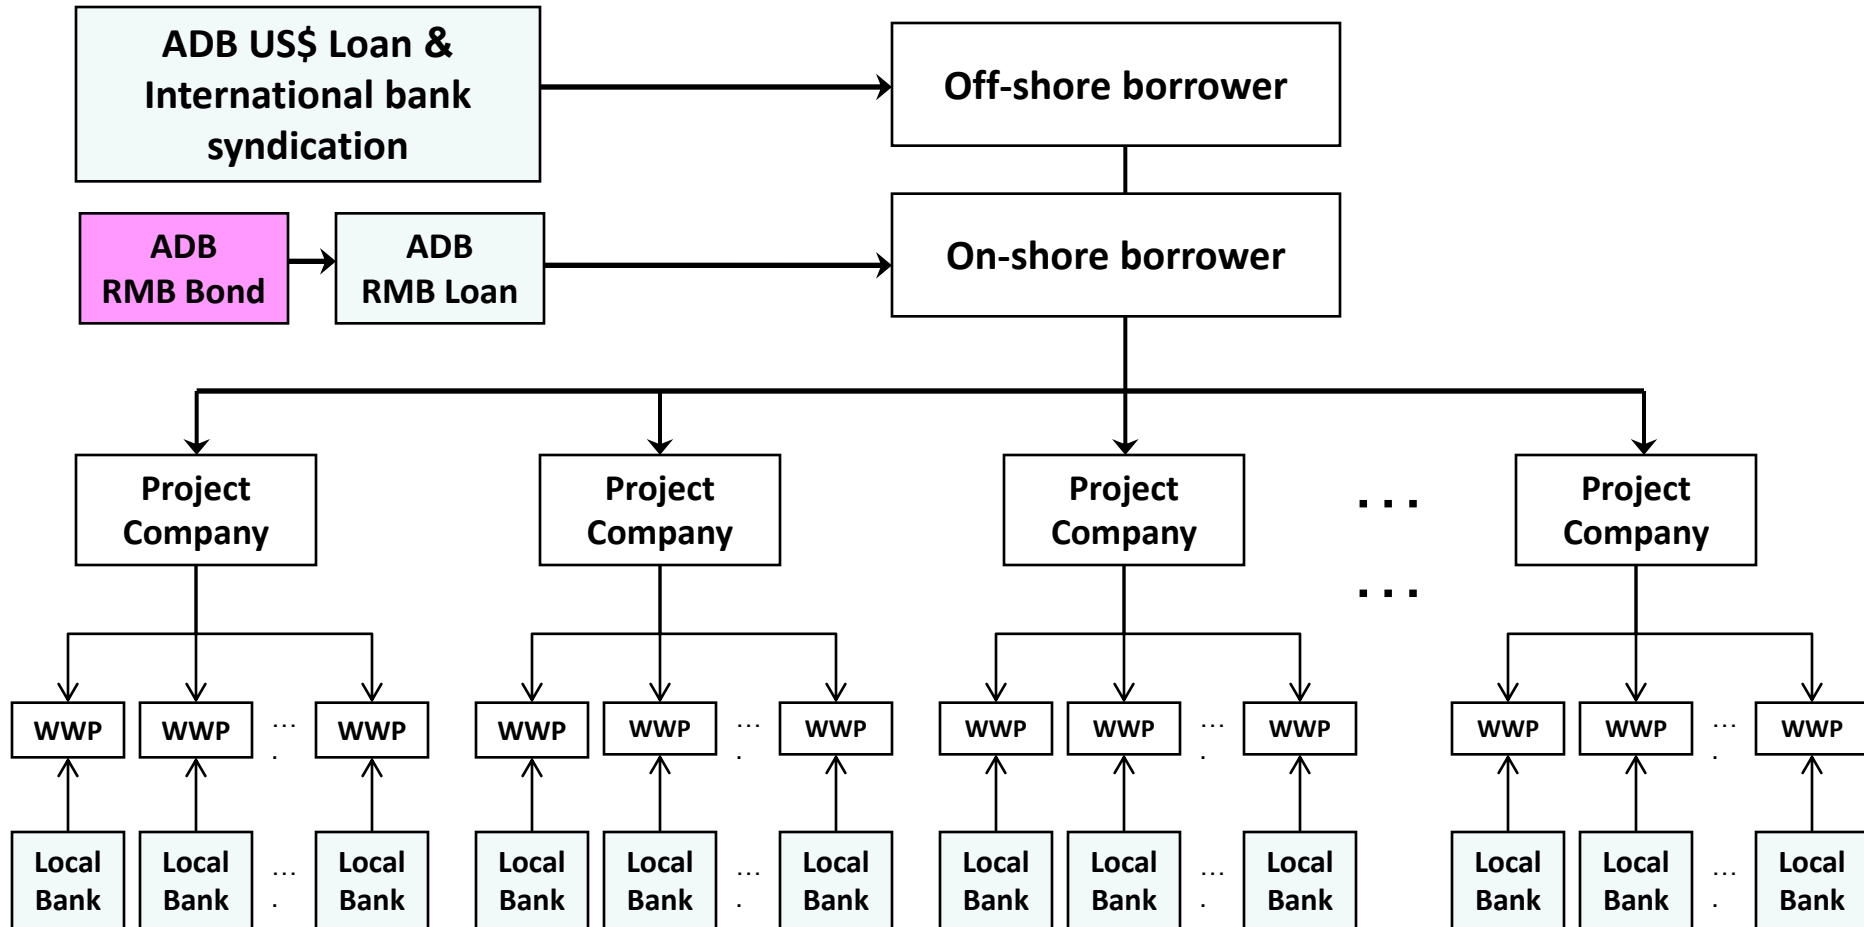 ADB US$ Loan &
International bank
syndication
Off-shore borrower
ADB
RMB Bond
ADB
RMB Loan
On-shore borrower
Project
Company
Project
Company
Project
Company
...
...
Project
Company
WWP
WWP
...
.
WWP
WWP
WWP
...
.
WWP
WWP
WWP
...
.
WWP
WWP
WWP
...
.
WWP
Local
Bank
Local
Bank
...
.
Local
Bank
Local
Bank
Local
Bank
...
.
Local
Bank
Local
Bank
Local
Bank
...
.
Local
Bank
Local
Bank
Local
Bank
...
.
Local
Bank